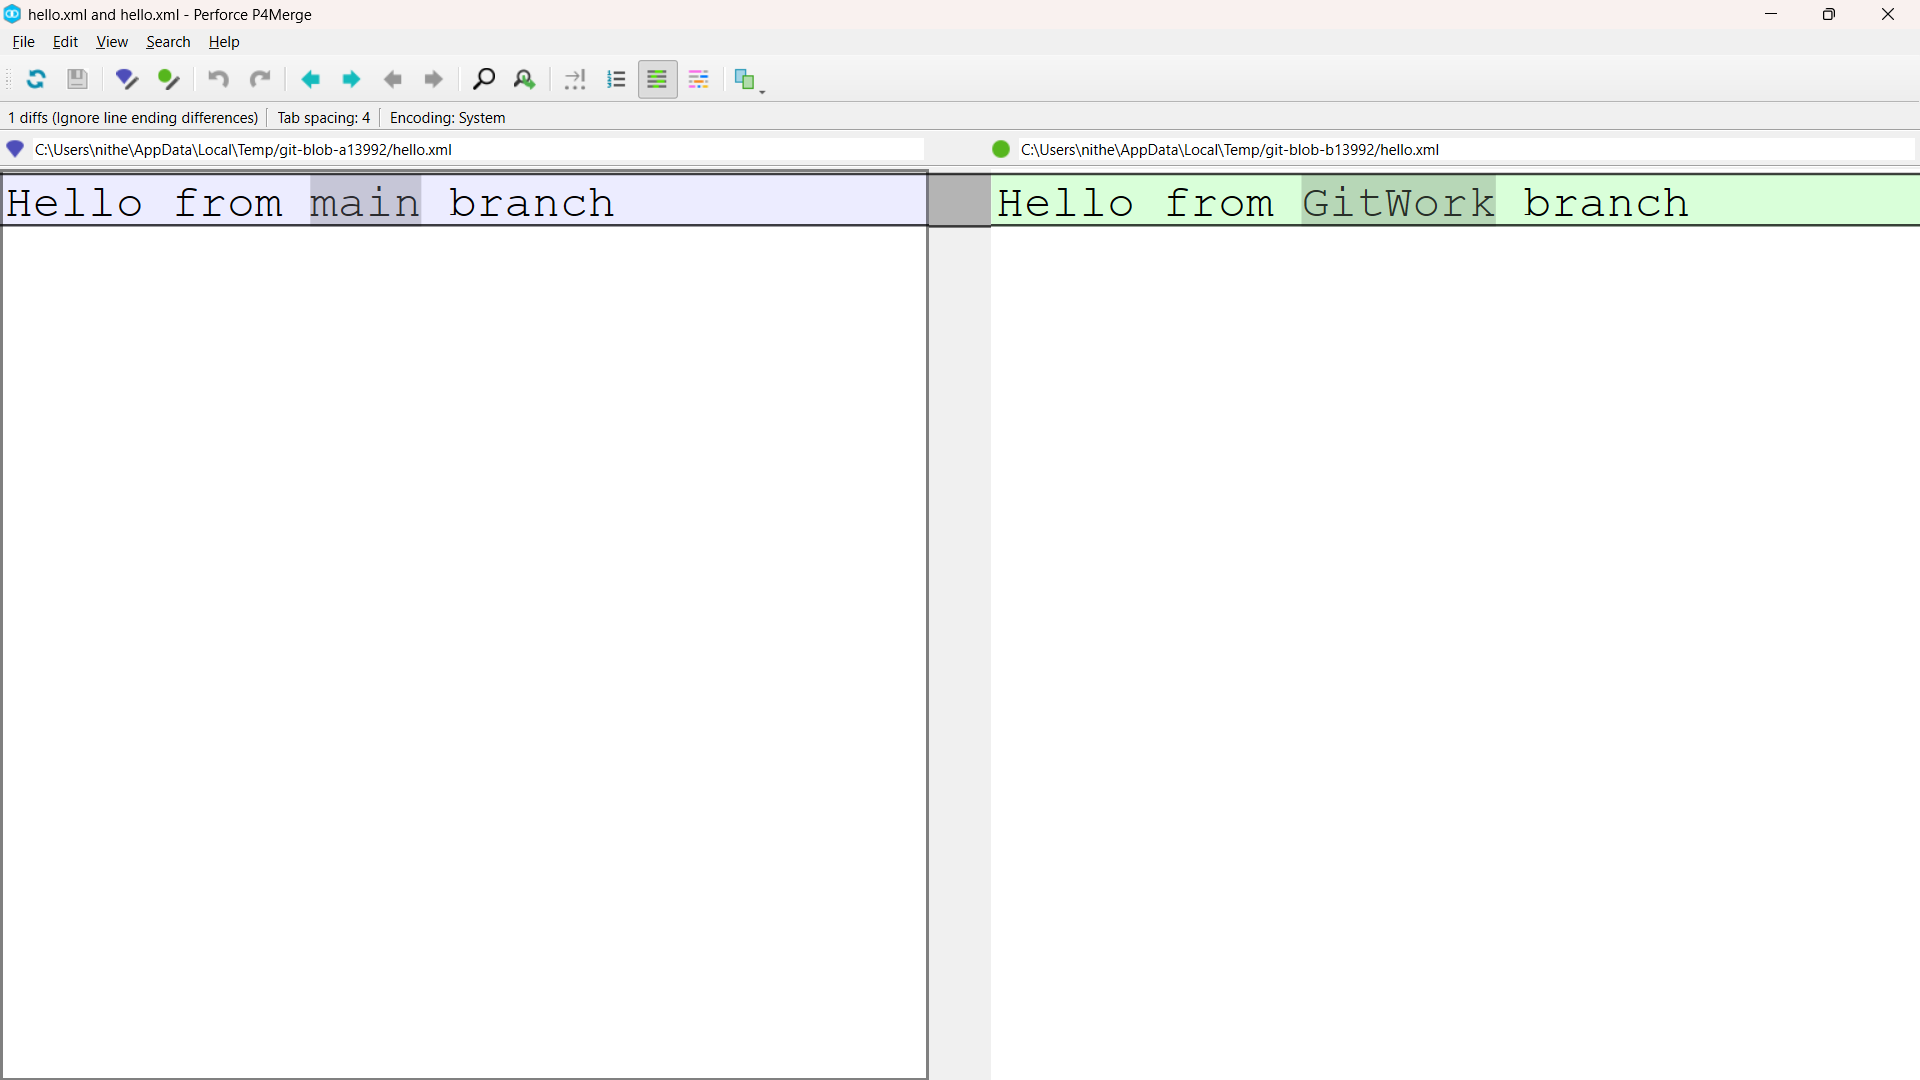 hello.xml and hello.xml - Perforce P4Merge
File Edit View Search Help
1 diffs (Ignore line ending differences) Tab spacing: 4 Encoding: System
C:\Users\nithe\AppData\Local\Temp/git-blob-a13992/hello.xml
C:\Users\nithe\AppData\Local\Temp/git-blob-b13992/hello.xml
Hello from main branch
Hello from GitWork branch